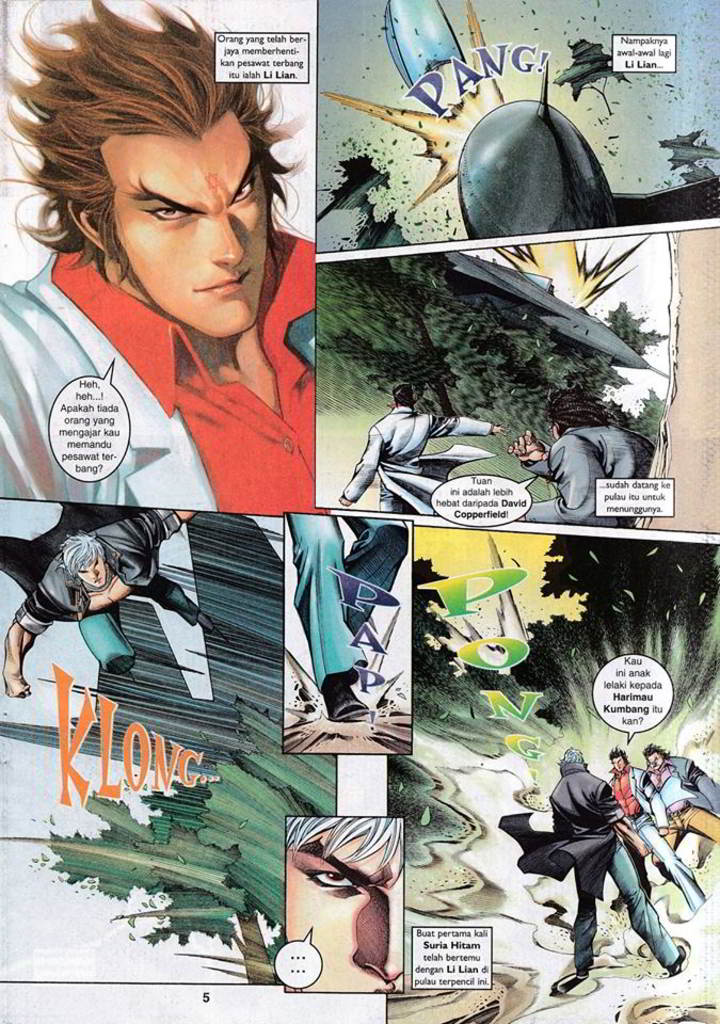 Orang yang telah ber-
jaya memberhenti-
kan pesawat terbang
itu ialah Li Lian.
Heh,
heh...!
Apakah tiada
orang yang
mengajar kau
memandu
pesawat ter-
bang?
PANG!
Nampaknya
awal-awal lagi
Li Lian...
Tuan
ini adalah lebih
hebat daripada David
Copperfield!
...sudah datang ke
pulau itu untuk
menunggunya.
KLONG...
PAP!
...
...
PONG
Kau
ini anak
lelaki kepada
Harimau
Kumbang itu
kan?
Buat pertama kali
Suria Hitam
telah bertemu
dengan Li Lian di
pulau terpencil ini.
5